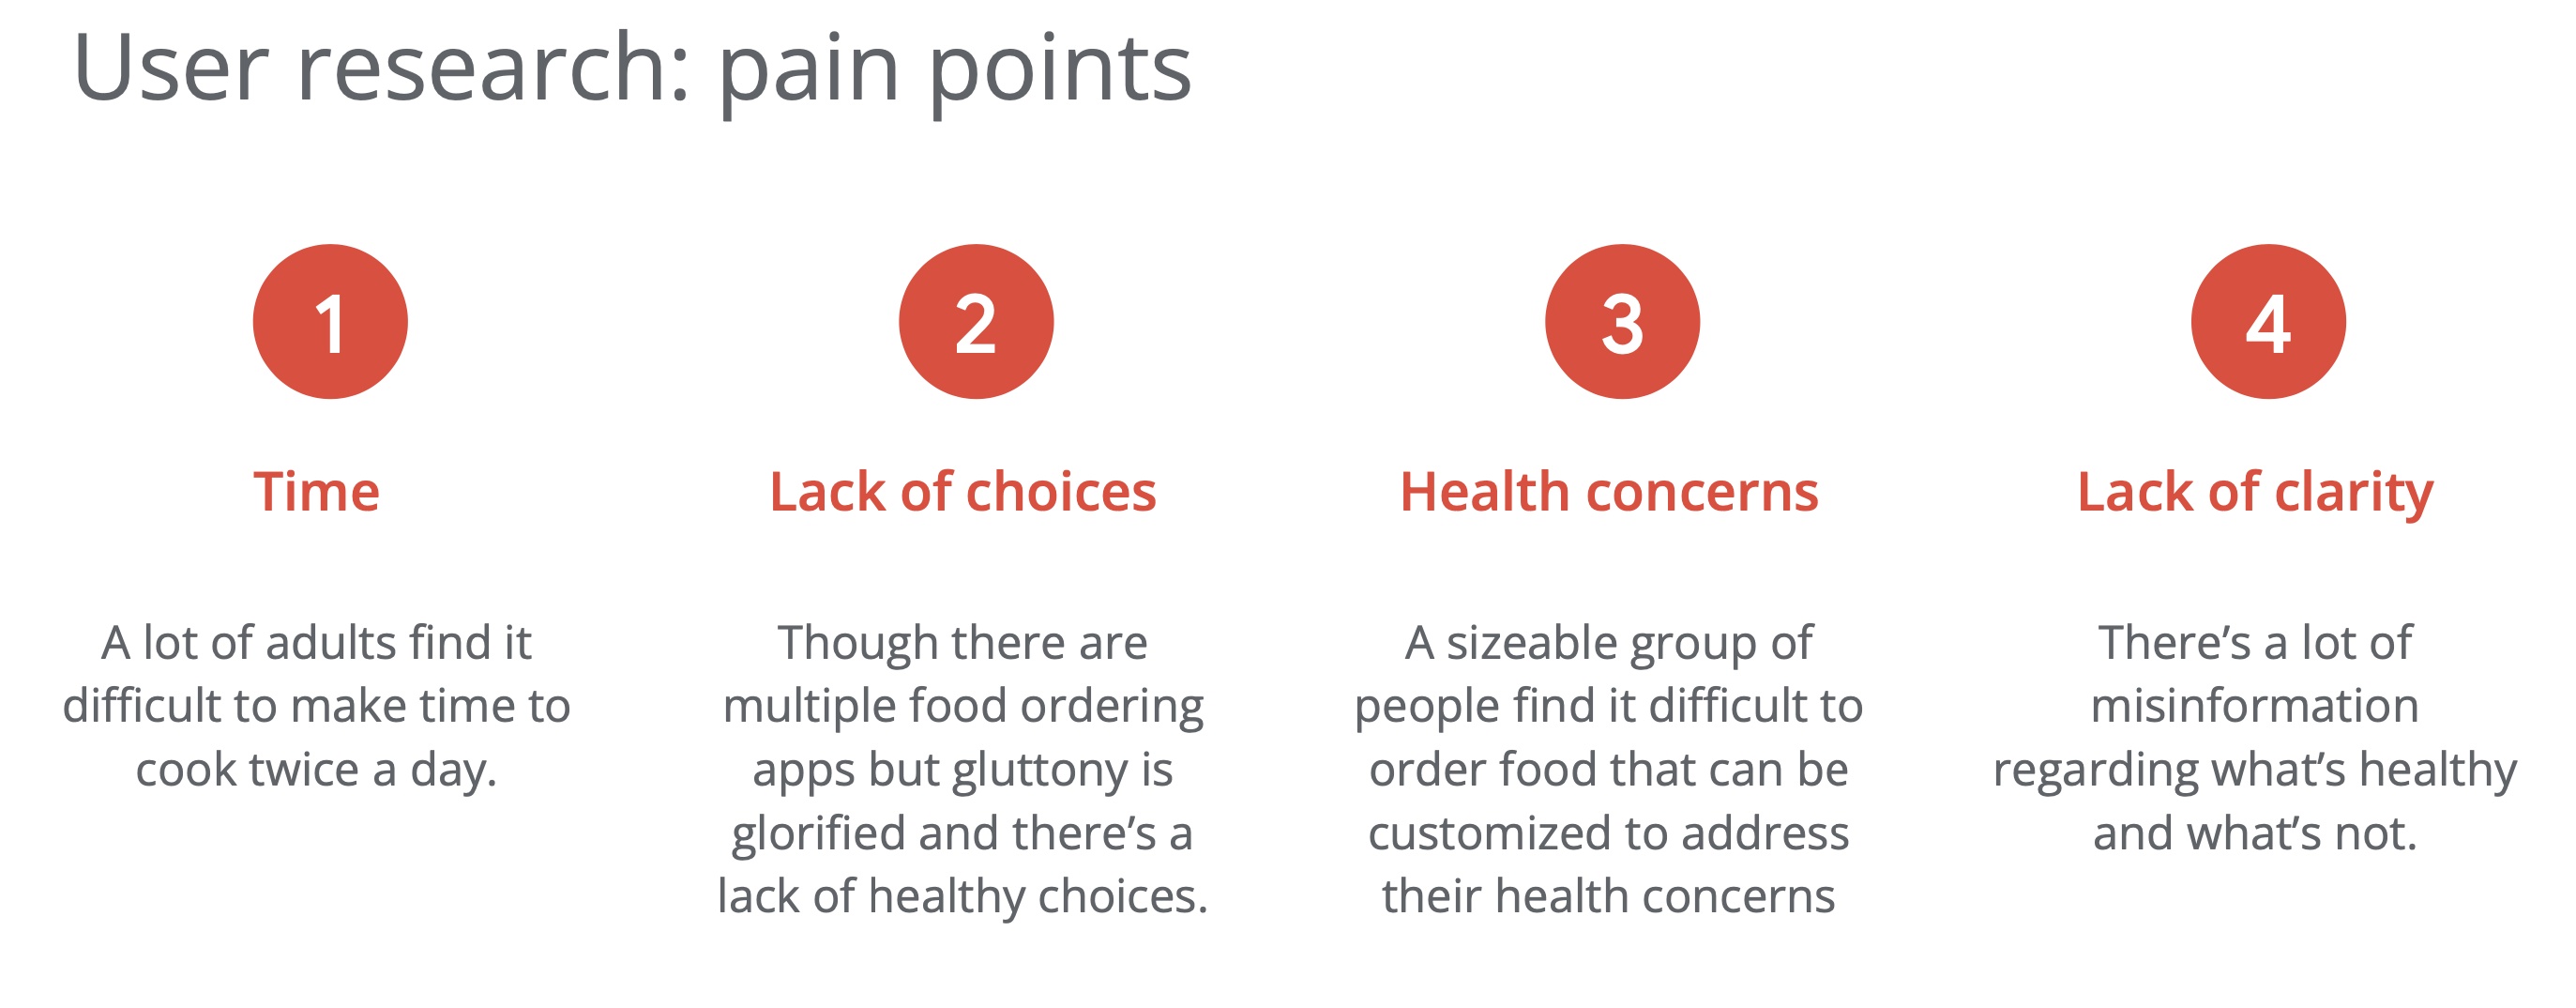 User research: pain points
1
Time
A lot of adults find it
difficult to make time to
cook twice a day.
2
Lack of choices
Though there are
multiple food ordering
apps but gluttony is
glorified and there’s a
lack of healthy choices.
3
Health concerns
A sizeable group of
people find it difficult to
order food that can be
customized to address
their health concerns
4
Lack of clarity
There’s a lot of
misinformation
regarding what’s healthy
and what’s not.